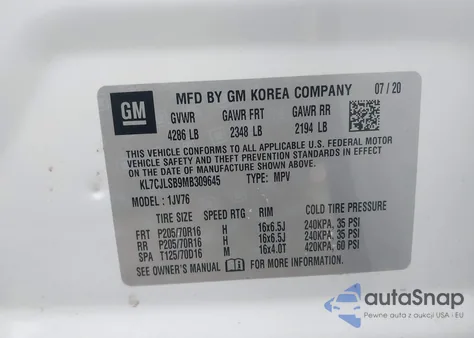 GM
MFD BY GM KOREA COMPANY 07 / 20
GVWR GAWR FRT GAWR RR
4286 LB 2348 LB 2194 LB
THIS VEHICLE CONFORMS TO ALL APPLICABLE U.S. FEDERAL MOTOR
VEHICLE SAFETY AND THEFT PREVENTION STANDARDS IN EFFECT
ON THE DATE OF MANUFACTURE SHOWN ABOVE.
KL7CJLSB9MB309645 TYPE: MPV
MODEL : 1JV76
TIRE SIZE SPEED RTG RIM COLD TIRE PRESSURE
FRT P205/70R16 H 16x6.5J 240KPA, 35 PSI
RR P205/70R16 H 16x6.5J 240KPA, 35 PSI
SPA T125/70D16 M 16x4.0T 420KPA, 60 PSI
SEE OWNER'S MANUAL FOR MORE INFORMATION.
autoSnap
Pewne auta z aukcji USA - EU